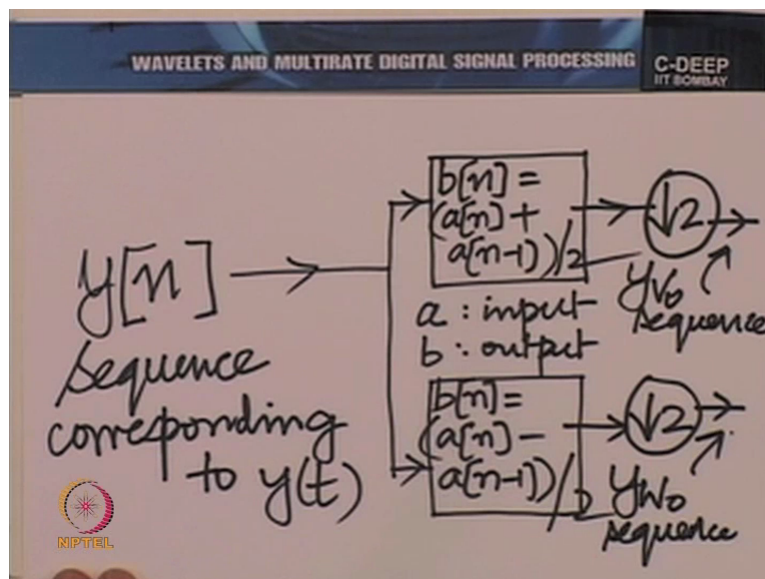 WAVELETS AND MULTIRATE DIGITAL SIGNAL PROCESSING
C-DEEP
IIT BOMBAY
y[n]
sequence
corresponding
to y(t)
b[n] =
(a[n] +
a[n-1])/2
↓2
yV₀
sequence
a : input
b : output
b[n] =
(a[n] -
a[n-1])/2
↓2
yW₀
sequence
NPTEL